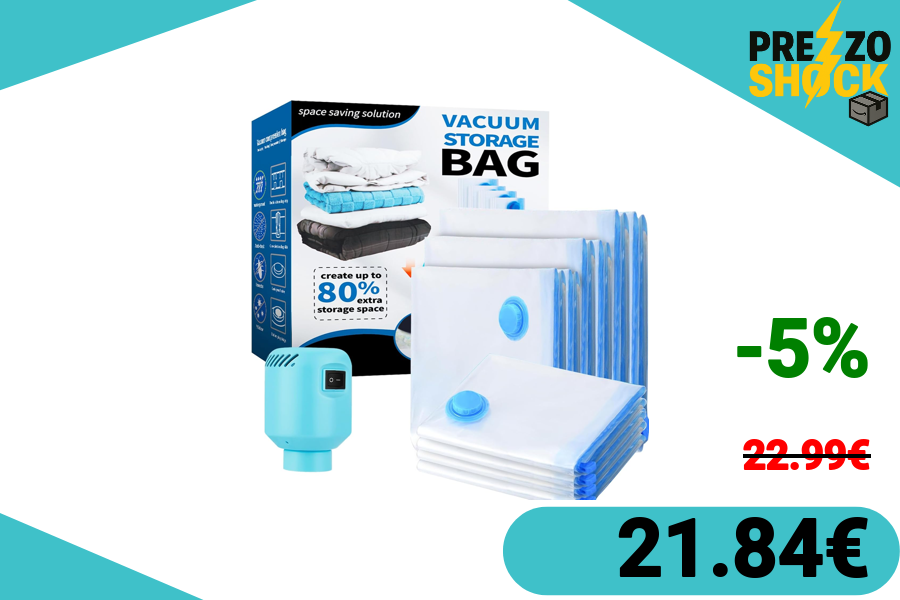 PREZZO
SHOCK
space saving solution
VACUUM
STORAGE
BAG
create up to
80%
extra
storage space
-5%
22.99€
21.84€